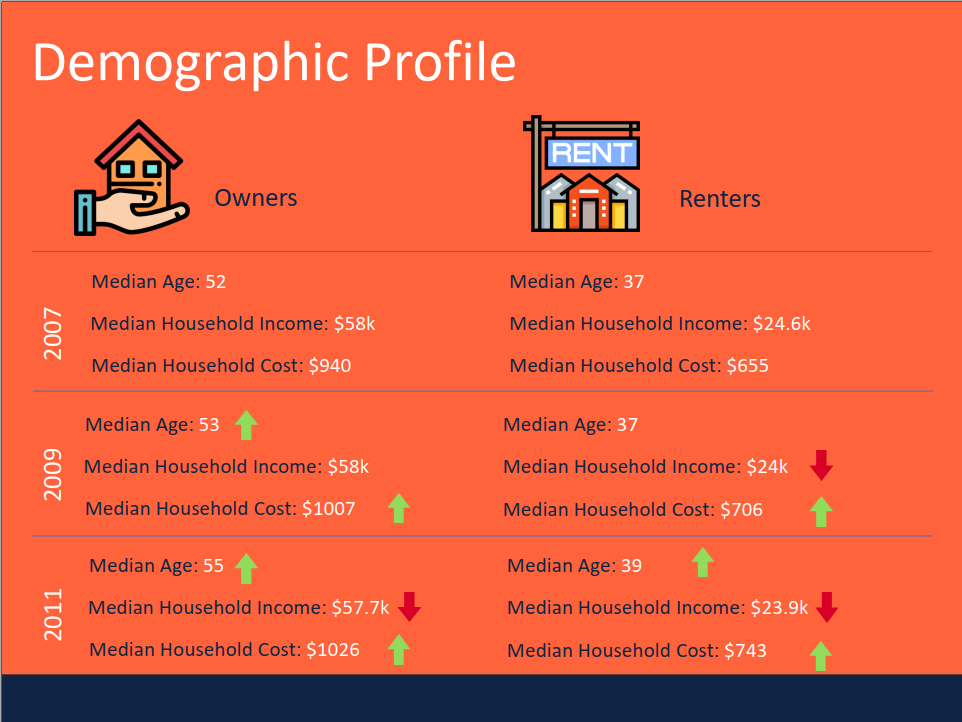 Demographic Profile
RENT
Owners
Renters
2007
Median Age: 52
Median Household Income: $58k
Median Household Cost: $940
Median Age: 37
Median Household Income: $24.6k
Median Household Cost: $655
2009
Median Age: 53
Median Household Income: $58k
Median Household Cost: $1007
Median Age: 37
Median Household Income: $24k
Median Household Cost: $706
2011
Median Age: 55
Median Household Income: $57.7k
Median Household Cost: $1026
Median Age: 39
Median Household Income: $23.9k
Median Household Cost: $743